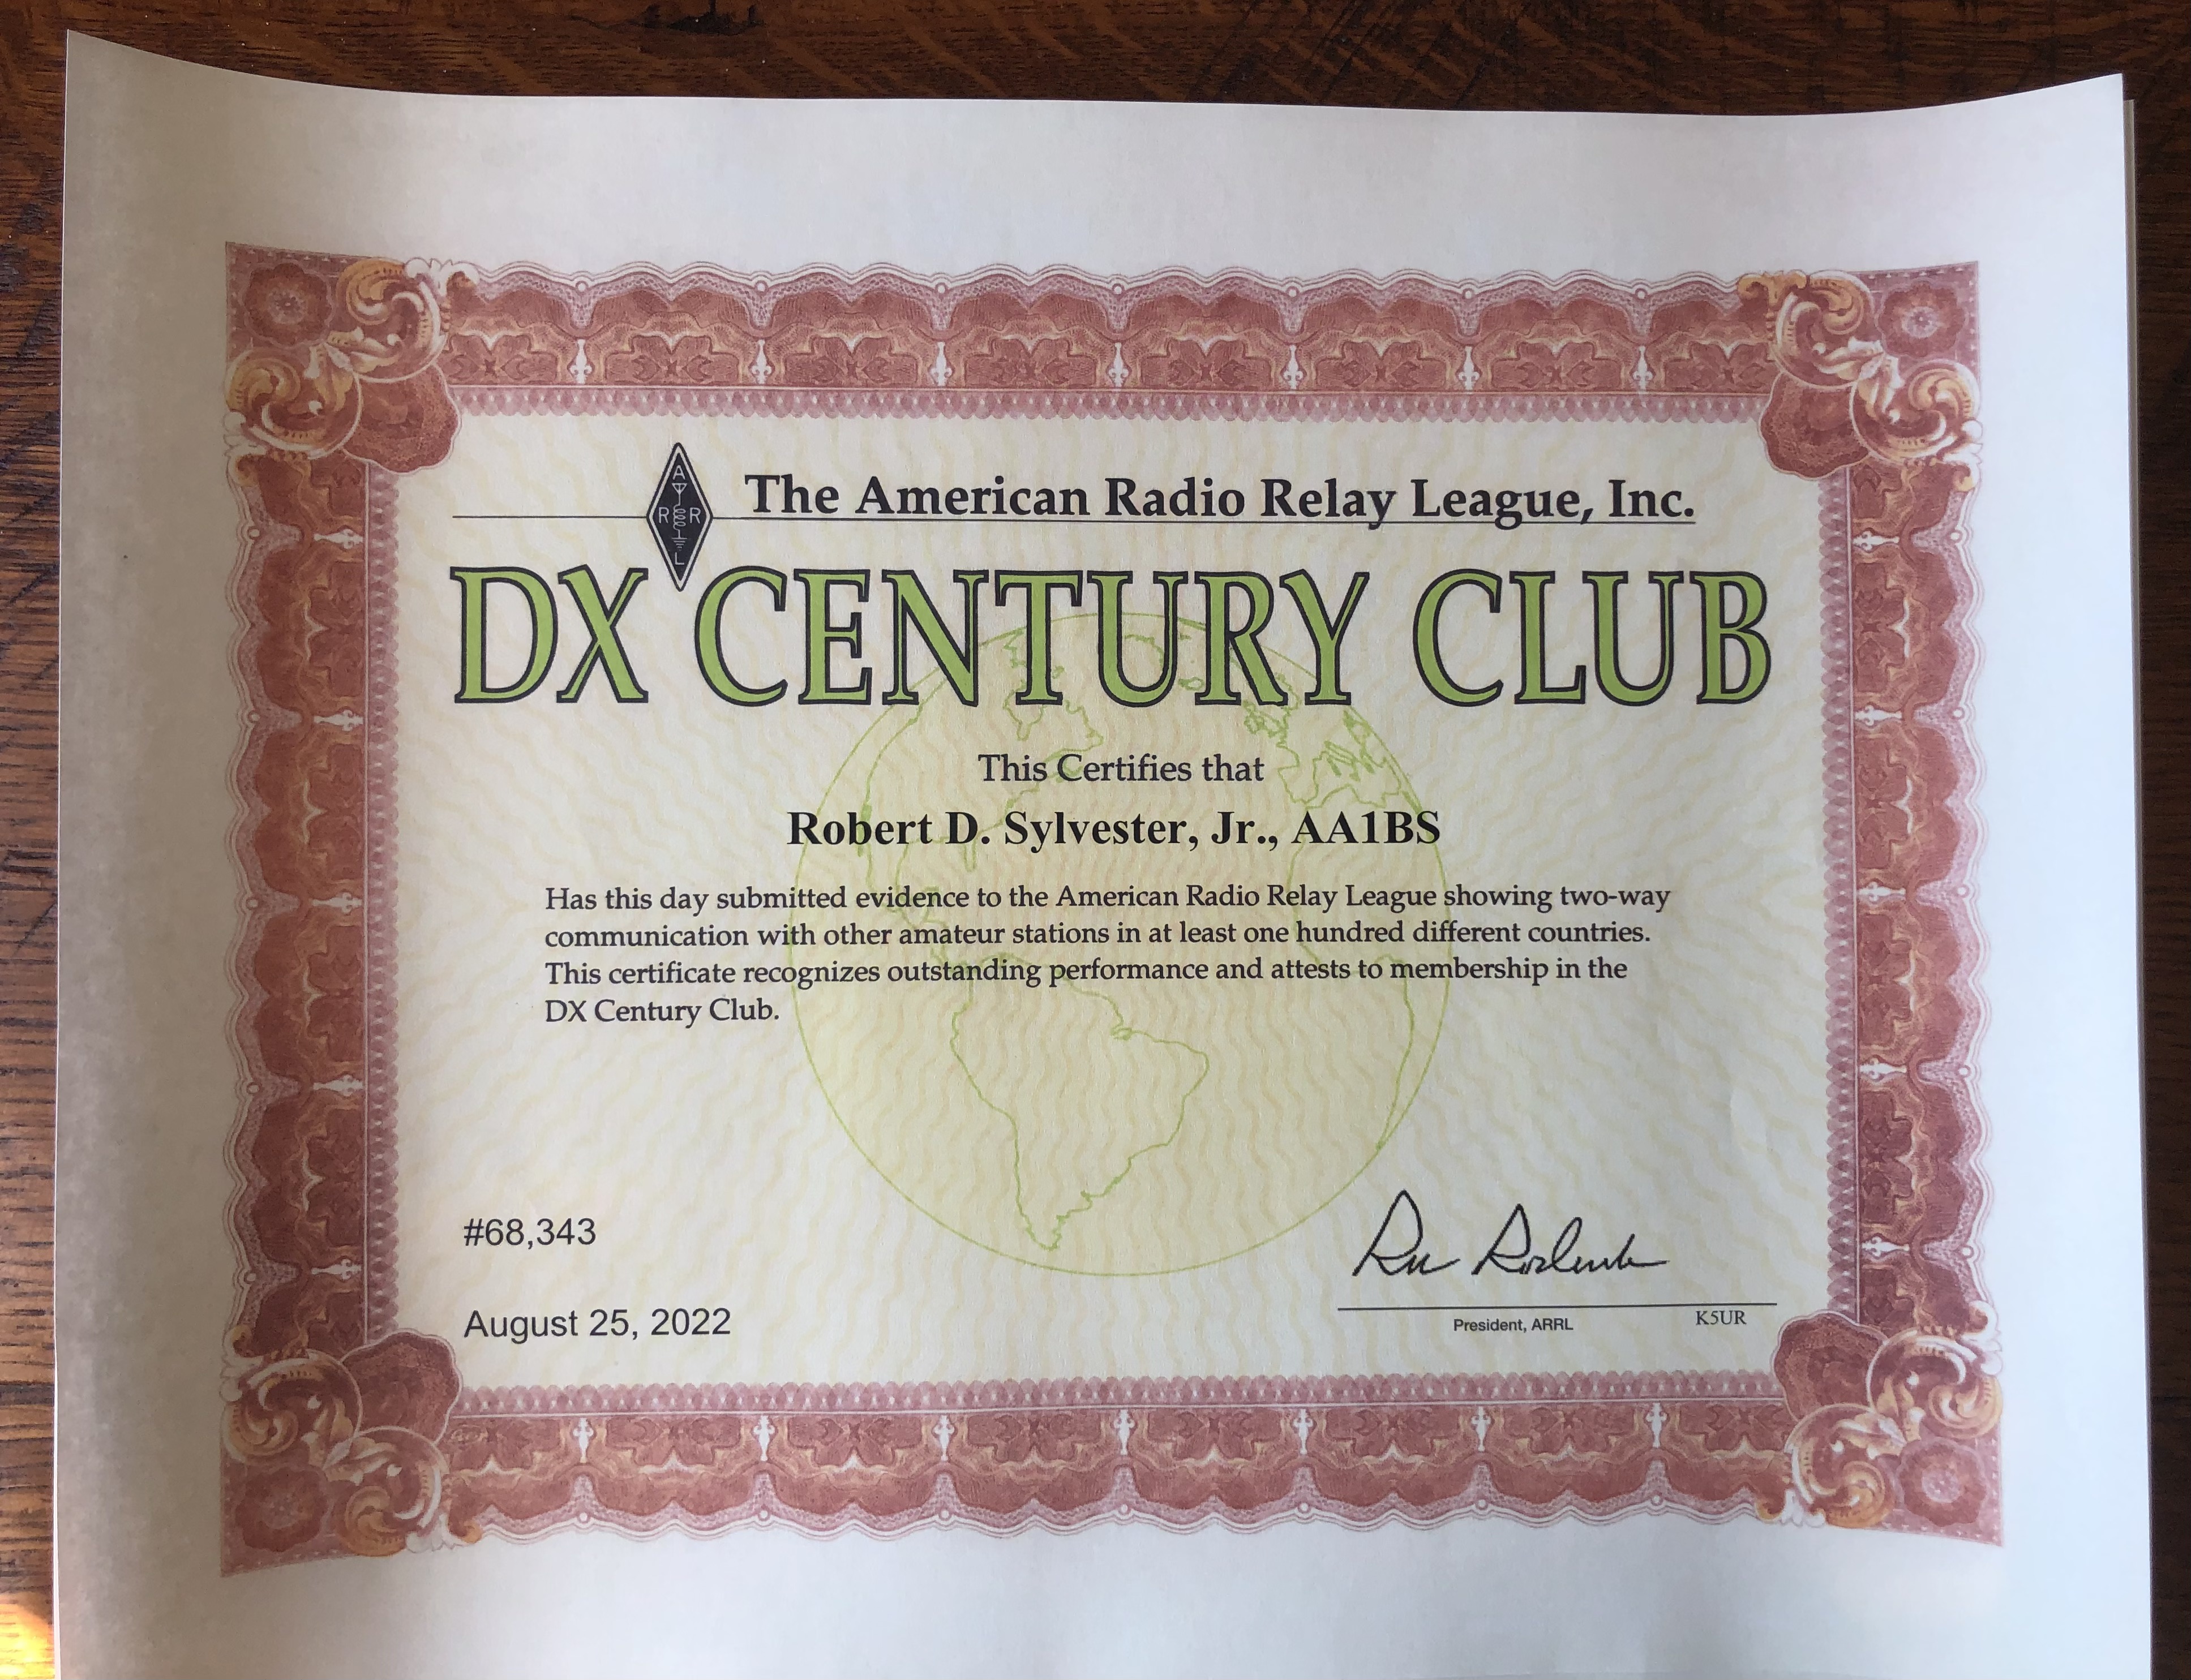 The American Radio Relay League, Inc.
A
R R
L
DX CENTURY CLUB
This Certifies that
Robert D. Sylvester, Jr., AA1BS
Has this day submitted evidence to the American Radio Relay League showing two-way
communication with other amateur stations in at least one hundred different countries.
This certificate recognizes outstanding performance and attests to membership in the
DX Century Club.
#68,343
August 25, 2022
President, ARRL
K5UR